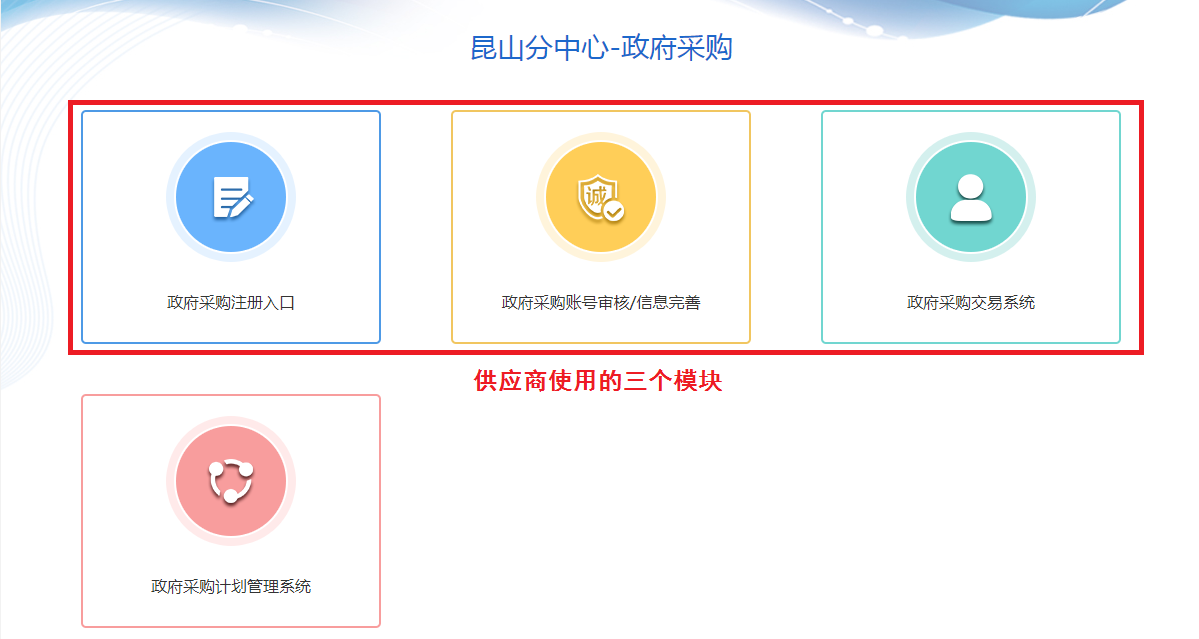 昆山分中心-政府采购
诚
政府采购注册入口
政府采购账号审核/信息完善
政府采购交易系统
供应商使用的三个模块
政府采购计划管理系统